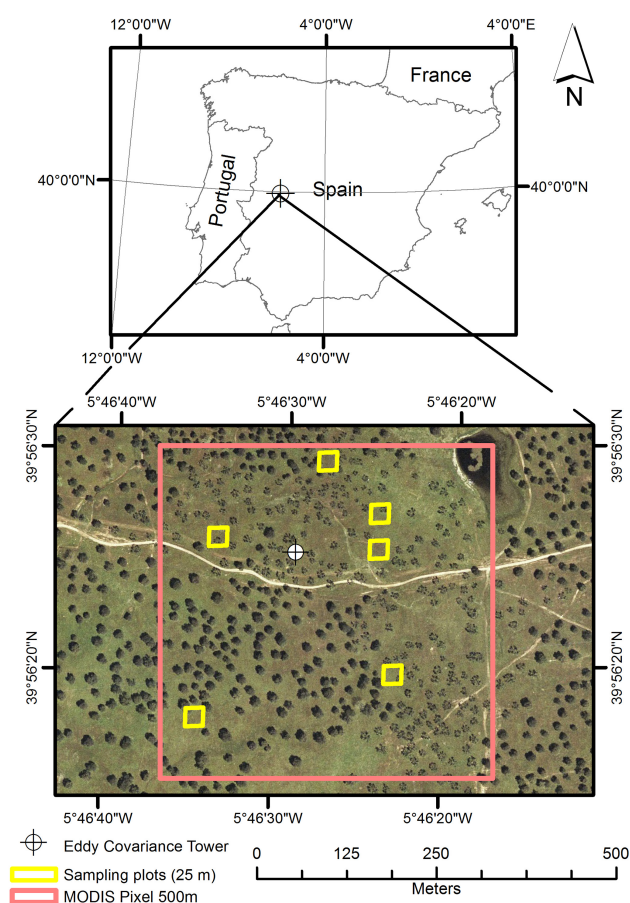 12°0'0"W 4°0'0"W 4°0'0"E
France
N
40°0'0"N 40°0'0"N
Portugal
Spain
12°0'0"W 4°0'0"W
5°46'40"W 5°46'30"W 5°46'20"W
39°56'30"N 39°56'30"N
39°56'20"N 39°56'20"N
5°46'40"W 5°46'30"W 5°46'20"W
Eddy Covariance Tower
Sampling plots (25 m)
MODIS Pixel 500m
0 125 250 500
Meters